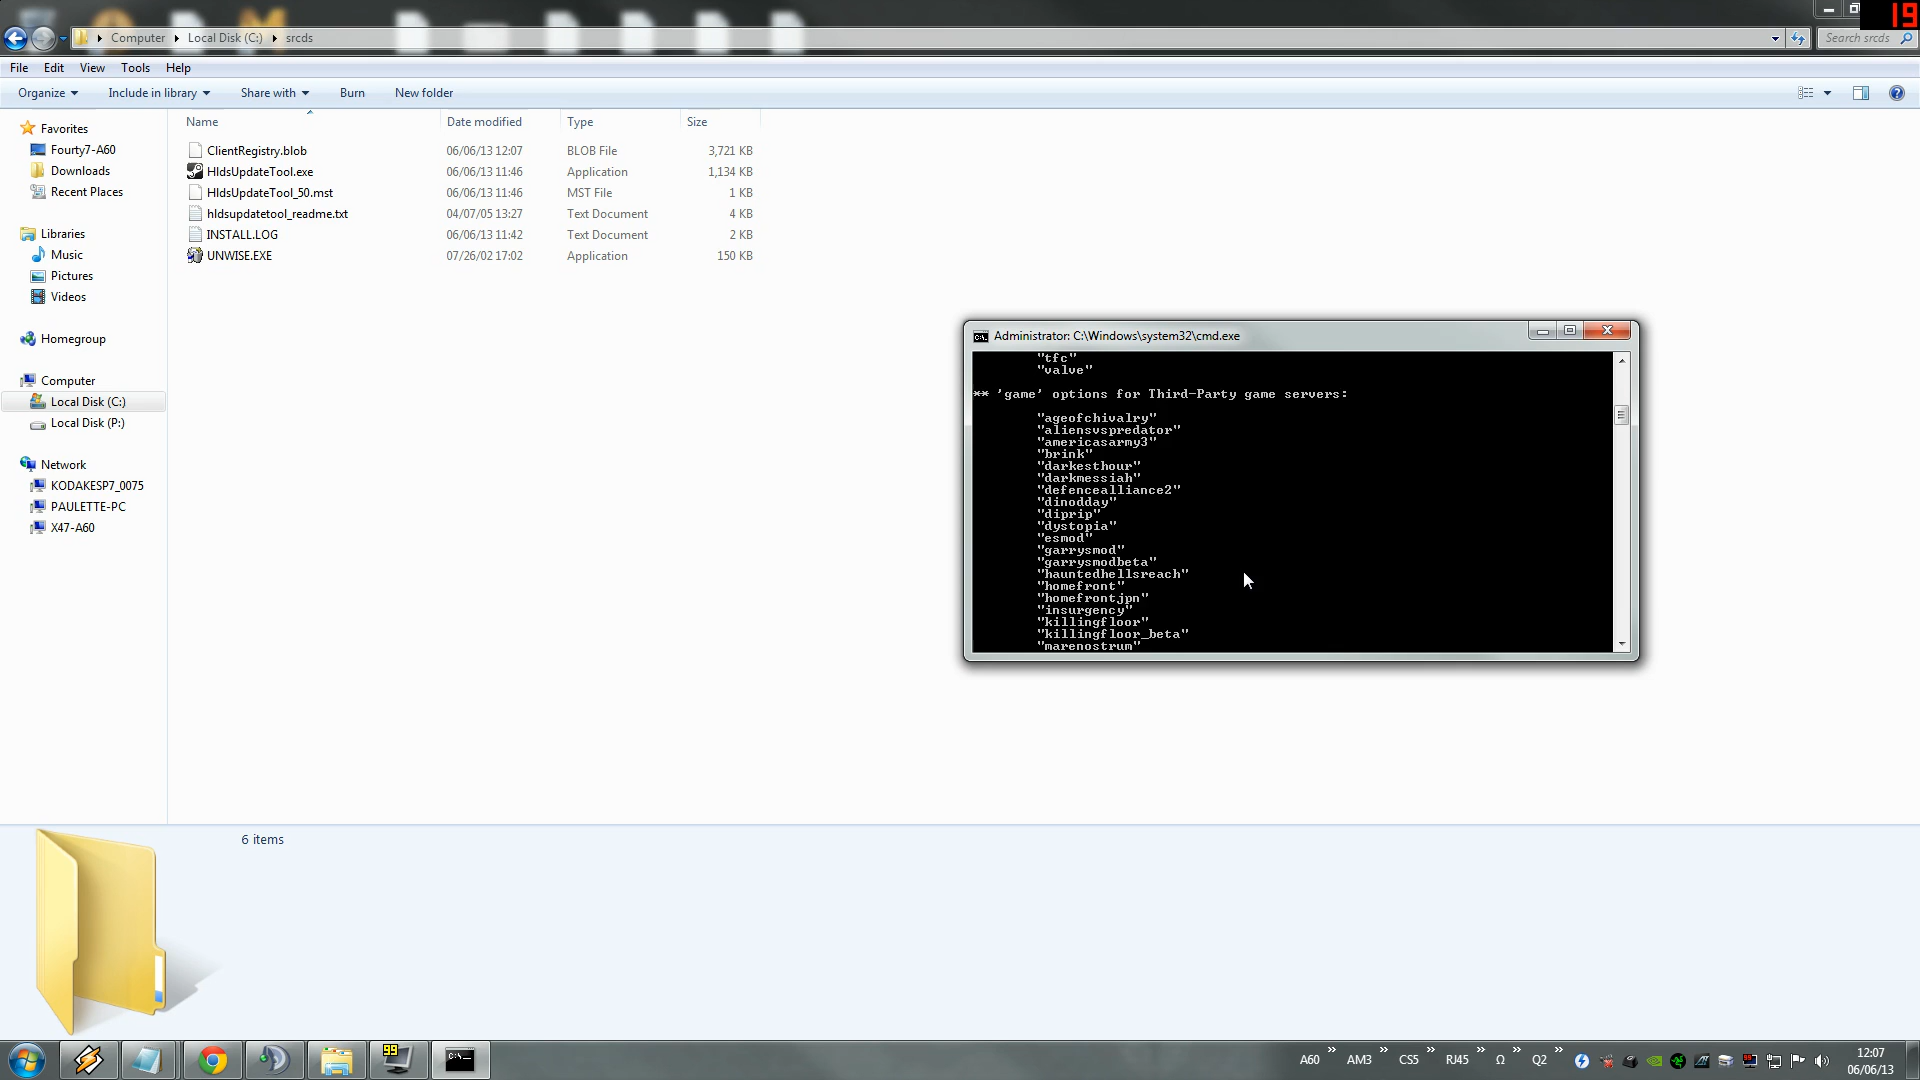 19
Computer Local Disk (C:) srcds
Search srcds
File Edit View Tools Help
Organize Include in library Share with Burn New folder
Name Date modified Type Size
Favorites
Fourty7-A60
Downloads
Recent Places
Libraries
Music
Pictures
Videos
Homegroup
Computer
Local Disk (C:)
Local Disk (P:)
Network
KODAKESP7_0075
PAULETTE-PC
X47-A60
ClientRegistry.blob 06/06/13 12:07 BLOB File 3,721 KB
HldsUpdateTool.exe 06/06/13 11:46 Application 1,134 KB
HldsUpdateTool_50.mst 06/06/13 11:46 MST File 1 KB
hldsupdatetool_readme.txt 04/07/05 13:27 Text Document 4 KB
INSTALL.LOG 06/06/13 11:42 Text Document 2 KB
UNWISE.EXE 07/26/02 17:02 Application 150 KB
Administrator: C:\Windows\system32\cmd.exe
"tfc"
"valve"
** 'game' options for Third-Party game servers:
"ageofchivalry"
"aliensvspredator"
"americasarmy3"
"brink"
"darkesthour"
"darkmessiah"
"defencealliance2"
"dinodday"
"diprip"
"dystopia"
"esmod"
"garrysmod"
"garrysmodbeta"
"hauntedhellsreach"
"homefront"
"homefrontjpn"
"insurgency"
"killingfloor"
"killingfloor_beta"
"marenostrum"
6 items
99
C:\_
A60 » AM3 » CS5 » RJ45 » Ω » Q2 »
12:07
06/06/13